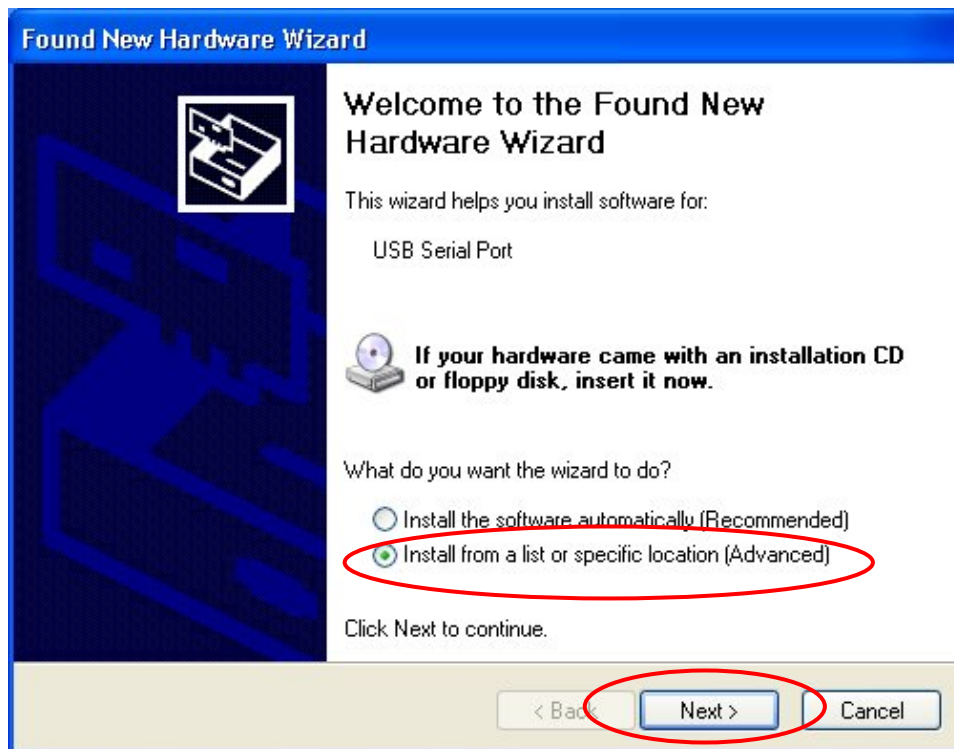 Found New Hardware Wizard
Welcome to the Found New
Hardware Wizard
This wizard helps you install software for:
USB Serial Port
If your hardware came with an installation CD
or floppy disk, insert it now.
What do you want the wizard to do?
Install the software automatically (Recommended)
Install from a list or specific location (Advanced)
Click Next to continue.
< Back Next > Cancel